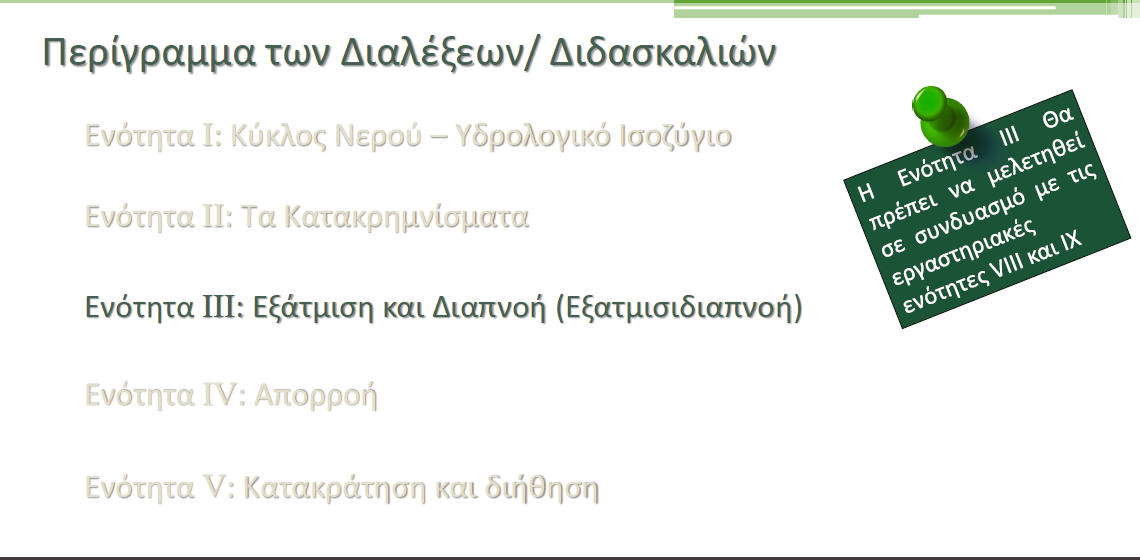 Περίγραμμα των Διαλέξεων/ Διδασκαλιών
Ενότητα I: Κύκλος Νερού – Υδρολογικό Ισοζύγιο
Ενότητα II: Τα Κατακρημνίσματα
Ενότητα III: Εξάτμιση και Διαπνοή (Εξατμισιδιαπνοή)
Ενότητα IV: Απορροή
Ενότητα V: Κατακράτηση και διήθηση
Η Ενότητα III Θα
πρέπει να μελετηθεί
σε συνδυασμό με τις
εργαστηριακές
ενότητες VIII και IX